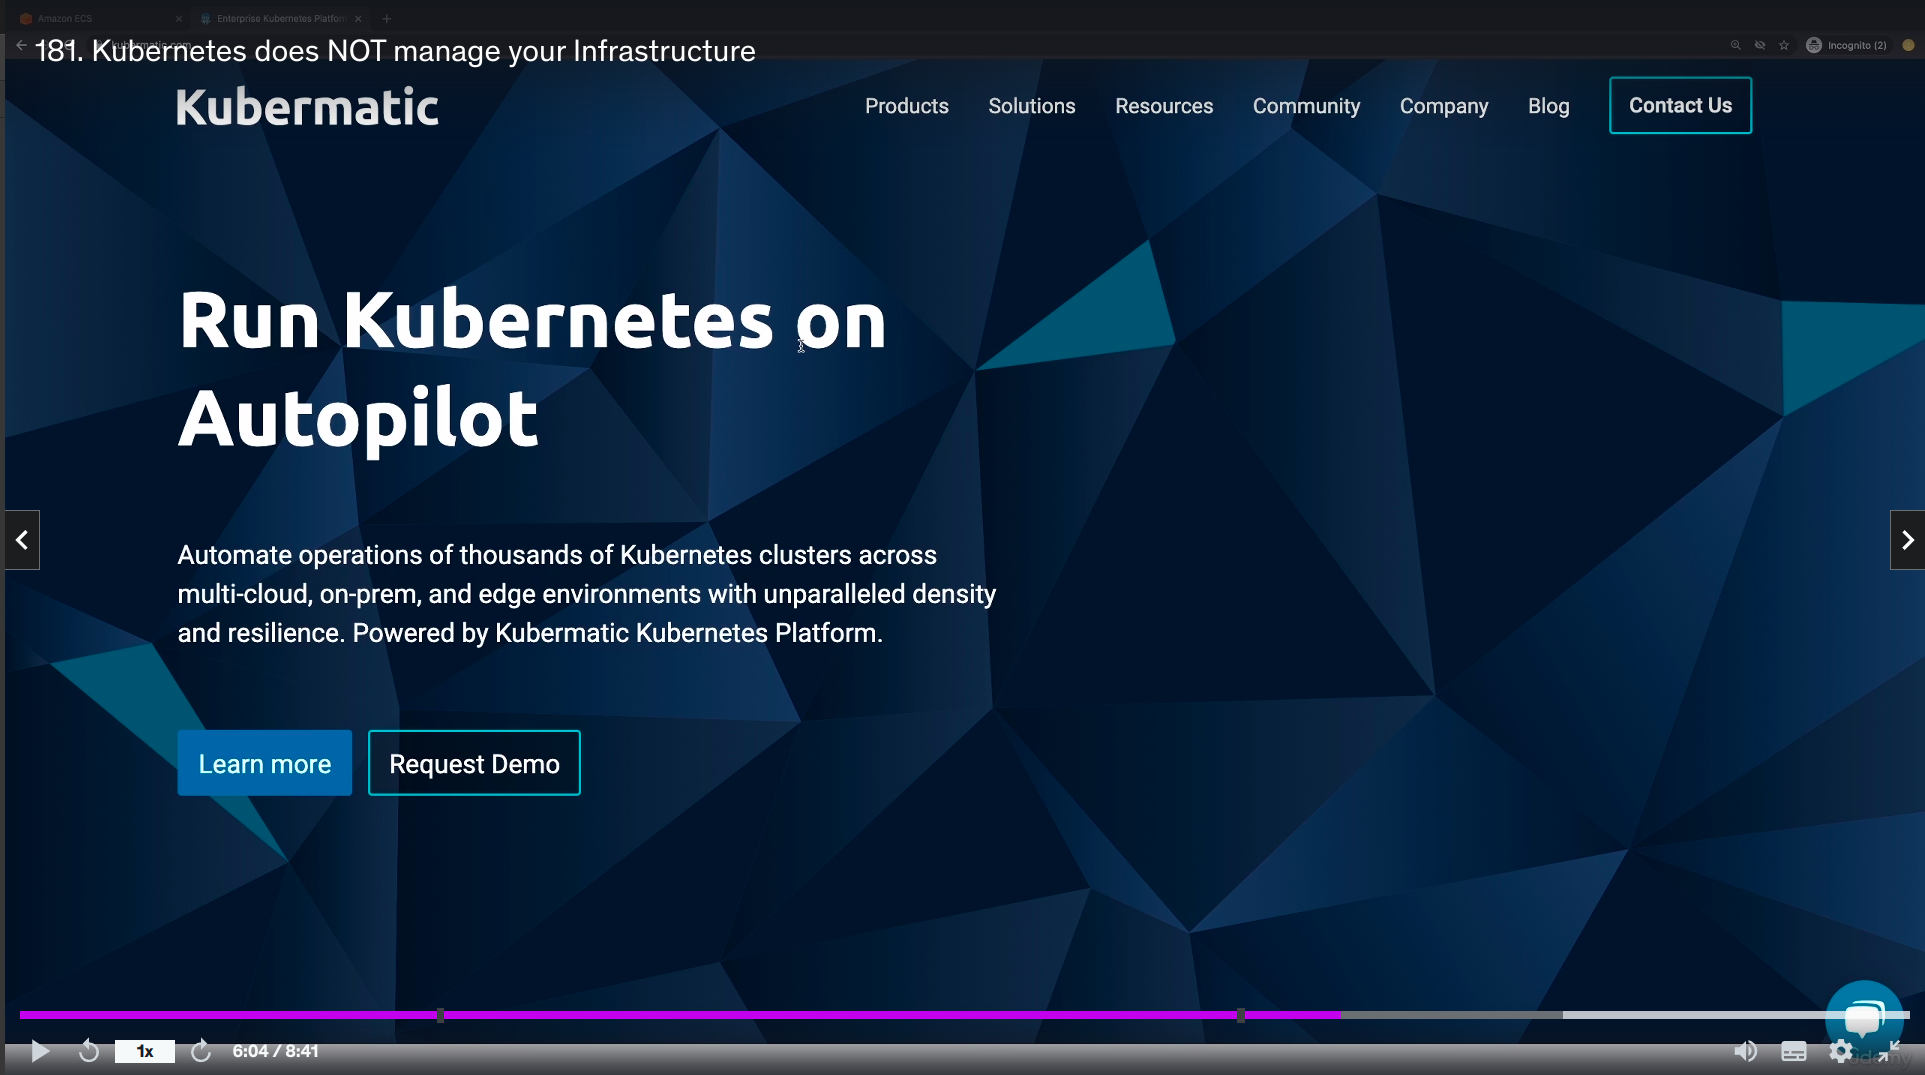 Amazon ECS
Enterprise Kubernetes Platform
181. Kubernetes does NOT manage your Infrastructure
kubermatic.com
Incognito (2)
Kubermatic
Products
Solutions
Resources
Community
Company
Blog
Contact Us
Run Kubernetes on
Autopilot
Automate operations of thousands of Kubernetes clusters across
multi-cloud, on-prem, and edge environments with unparalleled density
and resilience. Powered by Kubermatic Kubernetes Platform.
Learn more
Request Demo
1x
6:04 / 8:41
udemy